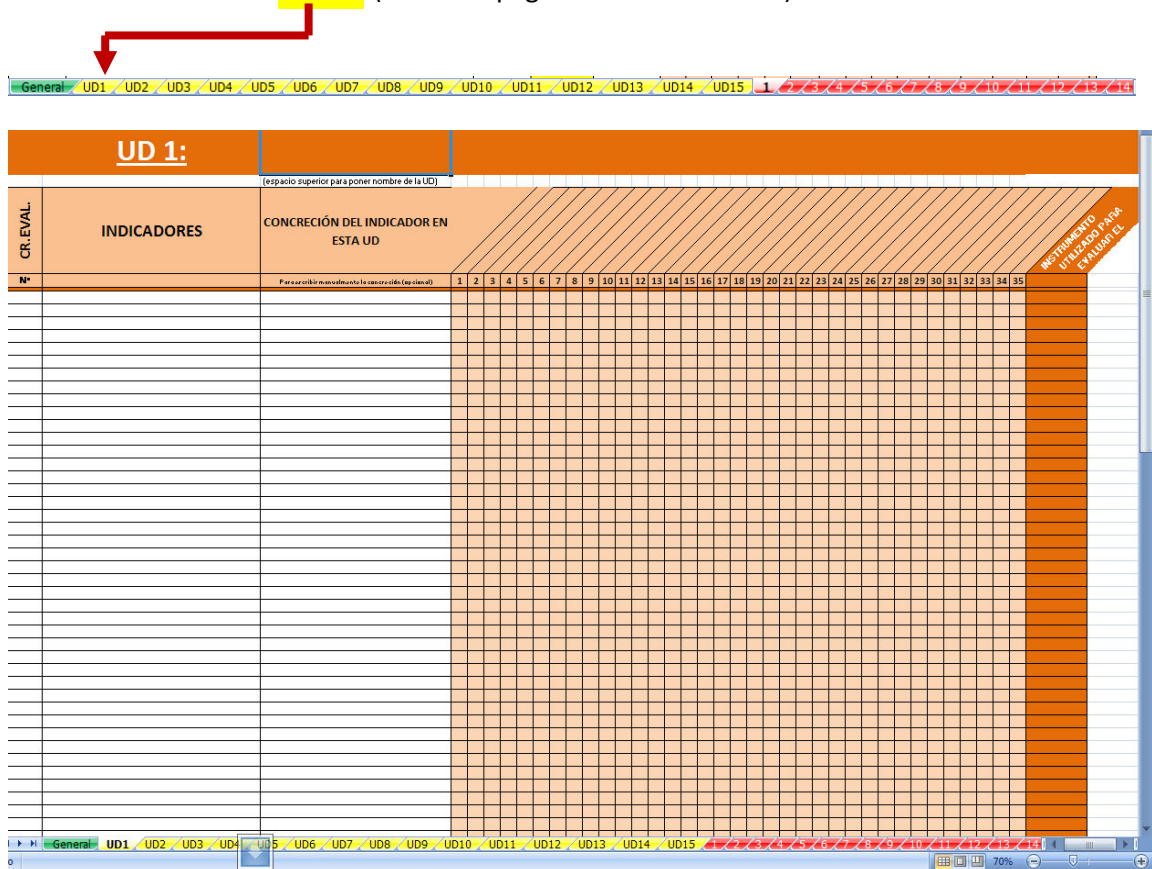 General UD1 UD2 UD3 UD4 UD5 UD6 UD7 UD8 UD9 UD10 UD11 UD12 UD13 UD14 UD15 1 2 3 4 5 6 7 8 9 10 11 12 13 14
UD 1:
(espacio superior para poner nombre de la UD)
CR.EVAL.
INDICADORES
CONCRECIÓN DEL INDICADOR EN
ESTA UD
INSTRUMENTO
UTILIZADO PARA
EVALUAR EL
Nº
Para escribir manualmente la concreción (opcional)
1 2 3 4 5 6 7 8 9 10 11 12 13 14 15 16 17 18 19 20 21 22 23 24 25 26 27 28 29 30 31 32 33 34 35
General UD1 UD2 UD3 UD4 UD5 UD6 UD7 UD8 UD9 UD10 UD11 UD12 UD13 UD14 UD15 1 2 3 4 5 6 7 8 9 10 11 12 13 14
70%